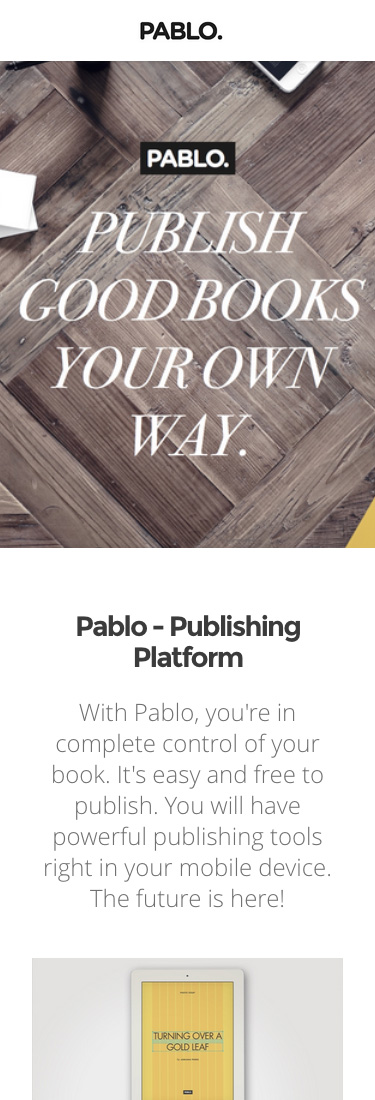 PABLO.
PABLO.
PUBLISH
GOOD BOOKS
YOUR OWN
WAY.
Pablo - Publishing
Platform
With Pablo, you're in
complete control of your
book. It's easy and free to
publish. You will have
powerful publishing tools
right in your mobile device.
The future is here!
TURNING OVER A
GOLD LEAF